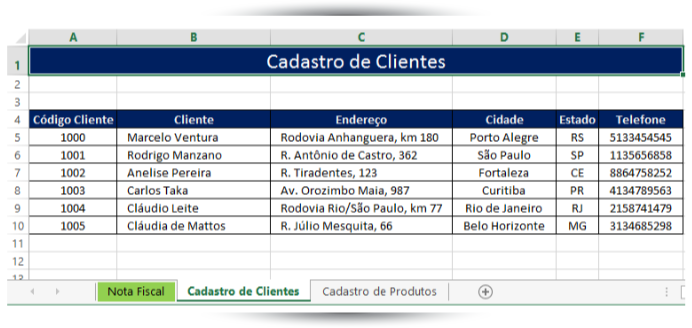 A B C D E F
1 Cadastro de Clientes
2
3
4 Código Cliente Cliente Endereço Cidade Estado Telefone
5 1000 Marcelo Ventura Rodovia Anhanguera, km 180 Porto Alegre RS 5133454545
6 1001 Rodrigo Manzano R. Antônio de Castro, 362 São Paulo SP 1135656858
7 1002 Anelise Pereira R. Tiradentes, 123 Fortaleza CE 8864758252
8 1003 Carlos Taka Av. Orozimbo Maia, 987 Curitiba PR 4134789563
9 1004 Cláudio Leite Rodovia Rio/São Paulo, km 77 Rio de Janeiro RJ 2158741479
10 1005 Cláudia de Mattos R. Júlio Mesquita, 66 Belo Horizonte MG 3134685298
11
12
Nota Fiscal Cadastro de Clientes Cadastro de Produtos